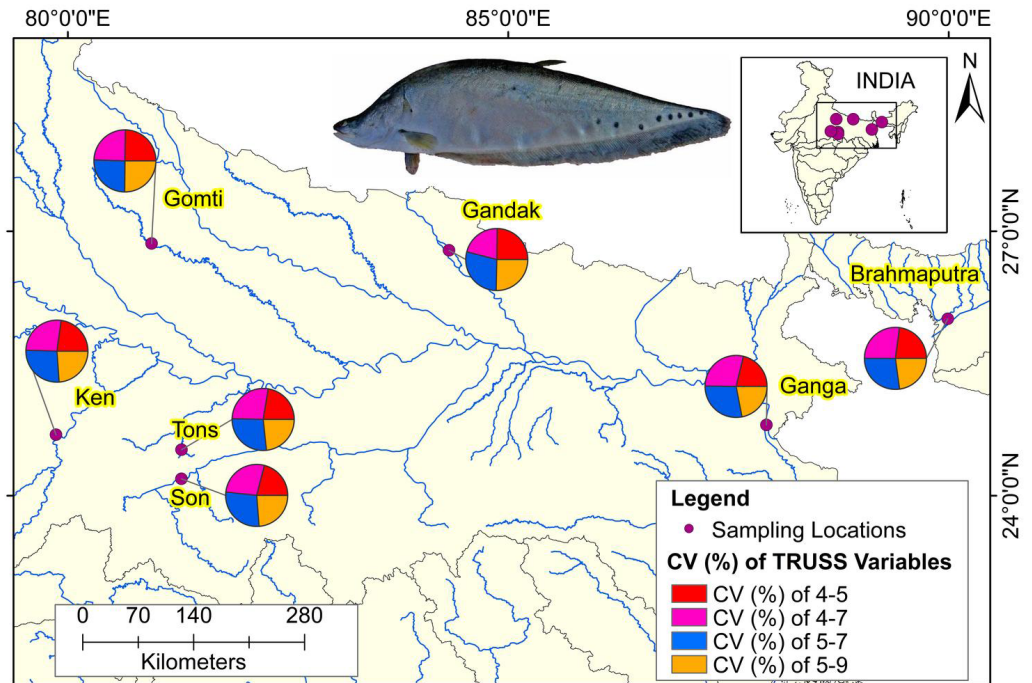 80°0'0"E
85°0'0"E
90°0'0"E
N
INDIA
Gomti
Gandak
27°0'0"N
Brahmaputra
Ken
Ganga
Tons
Son
24°0'0"N
Legend
Sampling Locations
CV (%) of TRUSS Variables
CV (%) of 4-5
CV (%) of 4-7
CV (%) of 5-7
CV (%) of 5-9
0 70 140 280
Kilometers